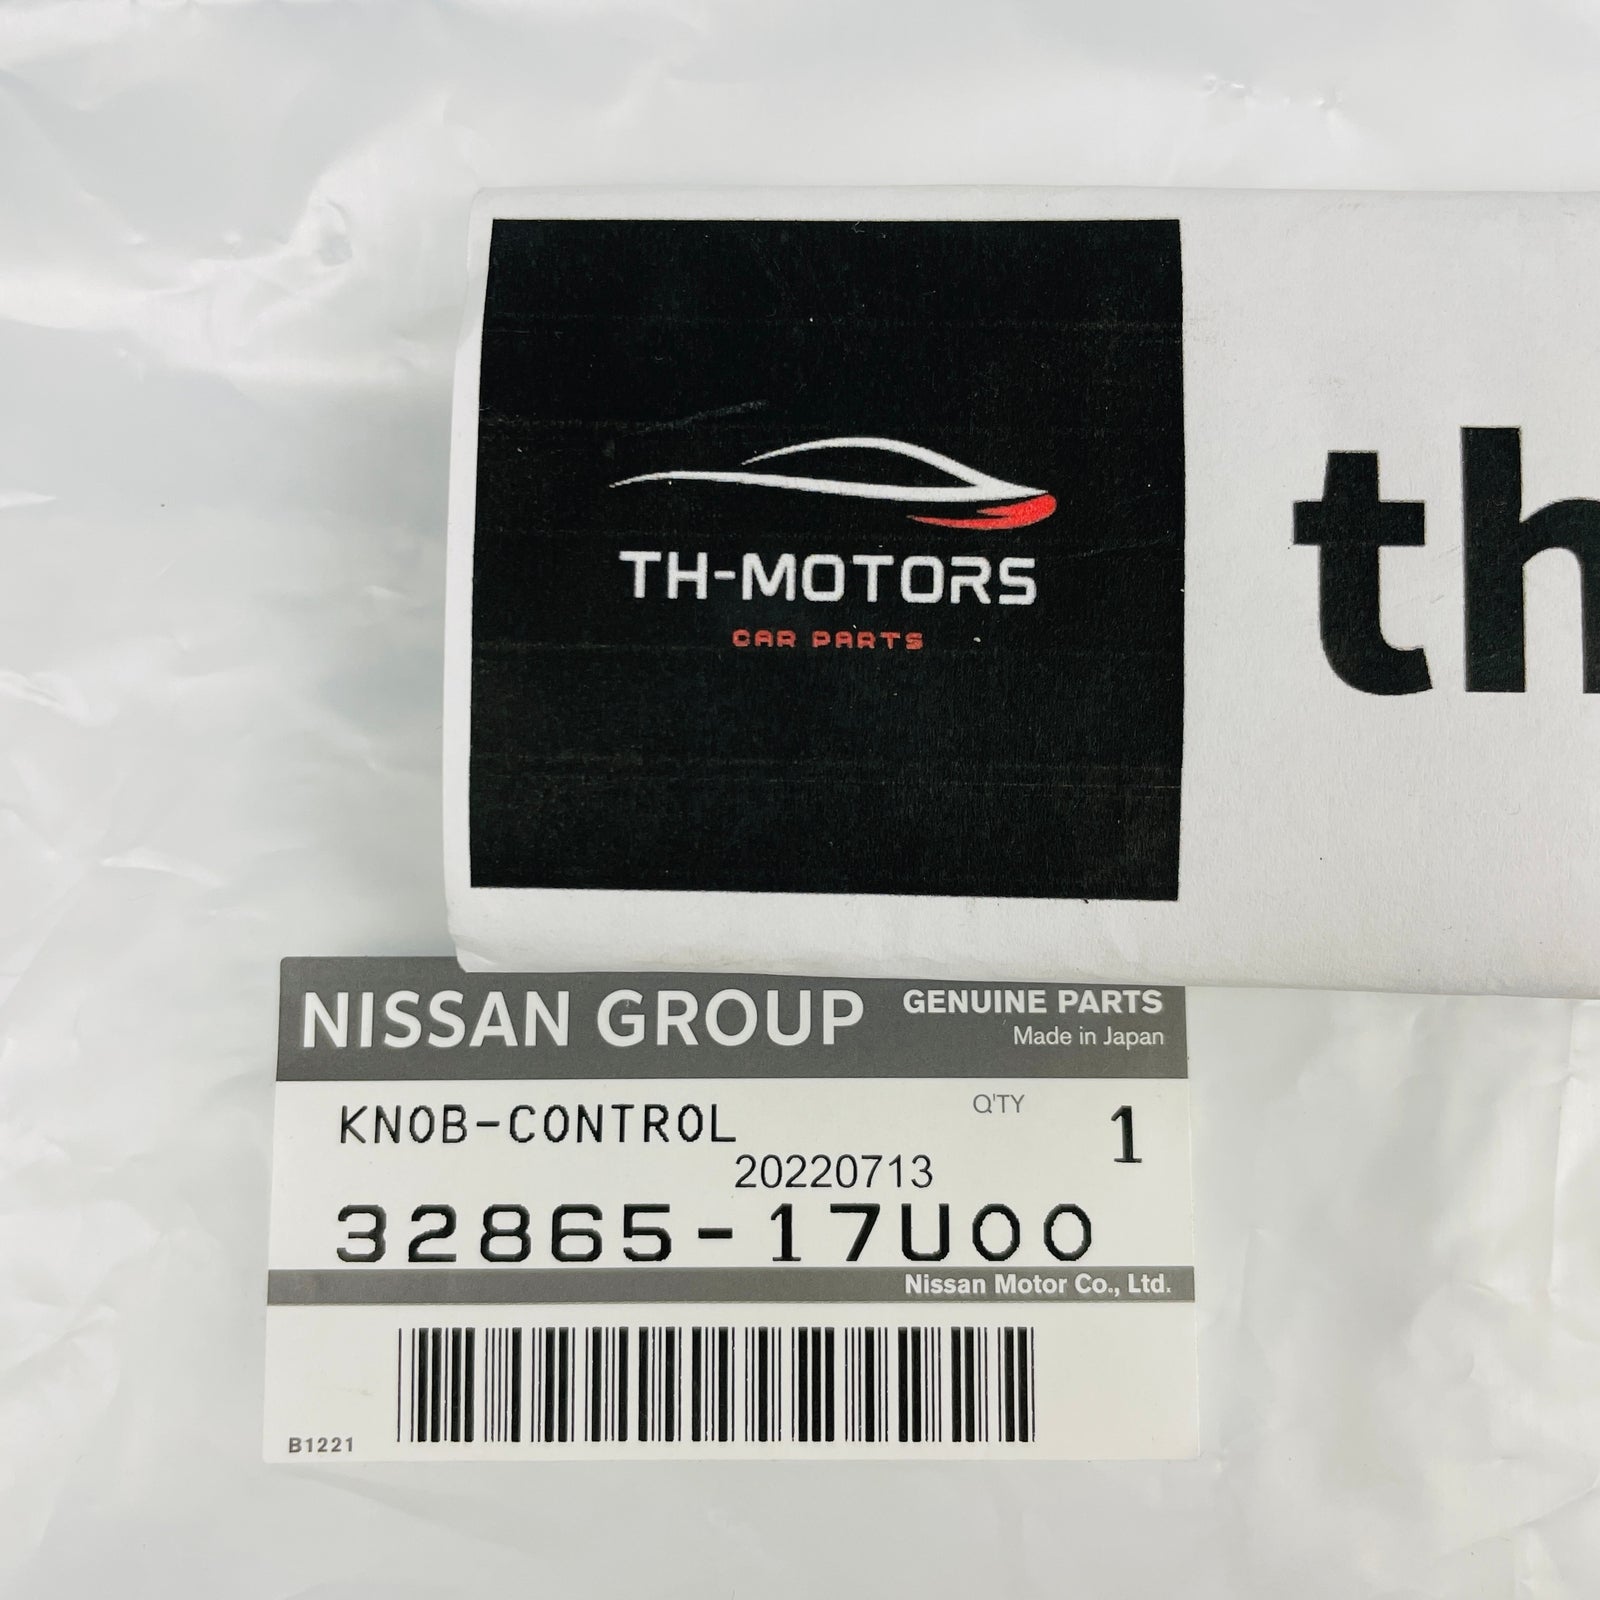 TH-MOTORS
CAR PARTS
th
NISSAN GROUP
GENUINE PARTS
Made in Japan
KNOB-CONTROL
Q'TY
1
20220713
32865-17U00
Nissan Motor Co., Ltd.
B1221